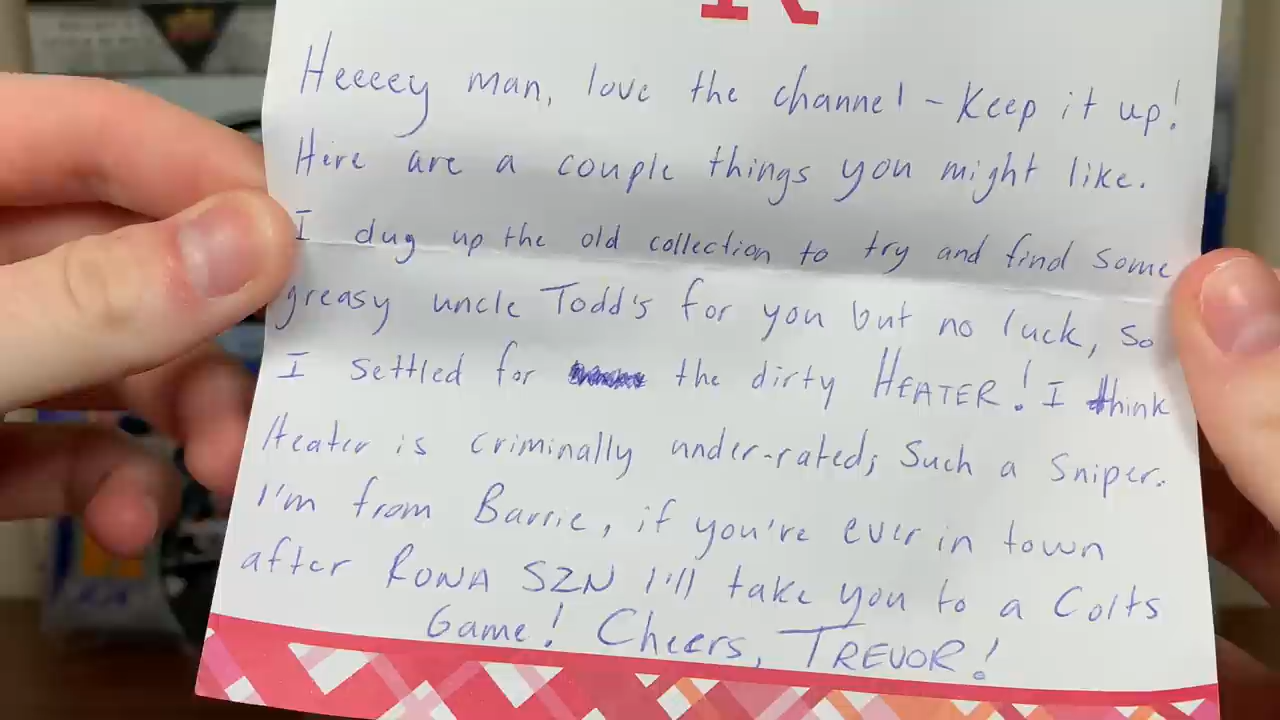 R
Heeeey man, love the channel - Keep it up!
Here are a couple things you might like.
I dug up the old collection to try and find some
greasy uncle Todd's for you but no luck, so
I settled for the dirty HEATER! I think
Heater is criminally under-rated, Such a Sniper.
I'm from Barrie, if you're ever in town
after RONA SZN I'll take you to a Colts
Game! Cheers, TREVOR!